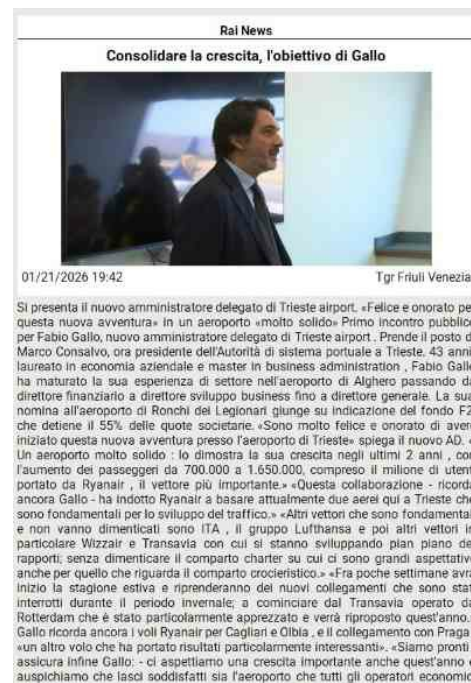 Rai News
Consolidare la crescita, l'obiettivo di Gallo
01/21/2026 19:42
Tgr Friuli Venezia
Si presenta il nuovo amministratore delegato di Trieste airport. «Felice e onorato pe
questa nuova avventura» in un aeroporto «molto solido» Primo incontro pubblic
per Fabio Gallo, nuovo amministratore delegato di Trieste airport . Prende il posto d
Marco Consalvo, ora presidente dell'Autorità di sistema portuale a Trieste. 43 anni
laureato in economia aziendale e master in business administration , Fabio Gall
ha maturato la sua esperienza di settore nell'aeroporto di Alghero passando d
direttore finanziario a direttore sviluppo business fino a direttore generale. La su
nomina all'aeroporto di Ronchi dei Legionari giunge su indicazione del fondo F2
che detiene il 55% delle quote societarie. «Sono molto felice e onorato di aver
iniziato questa nuova avventura presso l'aeroporto di Trieste» spiega il nuovo AD. «
Un aeroporto molto solido : lo dimostra la sua crescita negli ultimi 2 anni , con
l'aumento dei passeggeri da 700.000 a 1.650.000, compreso il milione di utent
portato da Ryanair , il vettore più importante.» «Questa collaborazione - ricorda
ancora Gallo - ha indotto Ryanair a basare attualmente due aerei qui a Trieste che
sono fondamentali per lo sviluppo del traffico.» «Altri vettori che sono fondamental
e non vanno dimenticati sono ITA , il gruppo Lufthansa e poi altri vettori in
particolare Wizzair e Transavia con cui si stanno sviluppando pian piano de
rapporti; senza dimenticare il comparto charter su cui ci sono grandi aspettative
anche per quello che riguarda il comparto crocieristico.» «Fra poche settimane avrà
inizio la stagione estiva e riprenderanno dei nuovi collegamenti che sono stat
interrotti durante il periodo invernale; a cominciare dal Transavia operato da
Rotterdam che è stato particolarmente apprezzato e verrà riproposto quest'anno.
Gallo ricorda ancora i voli Ryanair per Cagliari e Olbia , e il collegamento con Praga
«un altro volo che ha portato risultati particolarmente interessanti». «Siamo pronti
assicura infine Gallo: - ci aspettiamo una crescita importante anche quest'anno e
auspichiamo che lasci soddisfatti sia l'aeroporto che tutti gli operatori economic